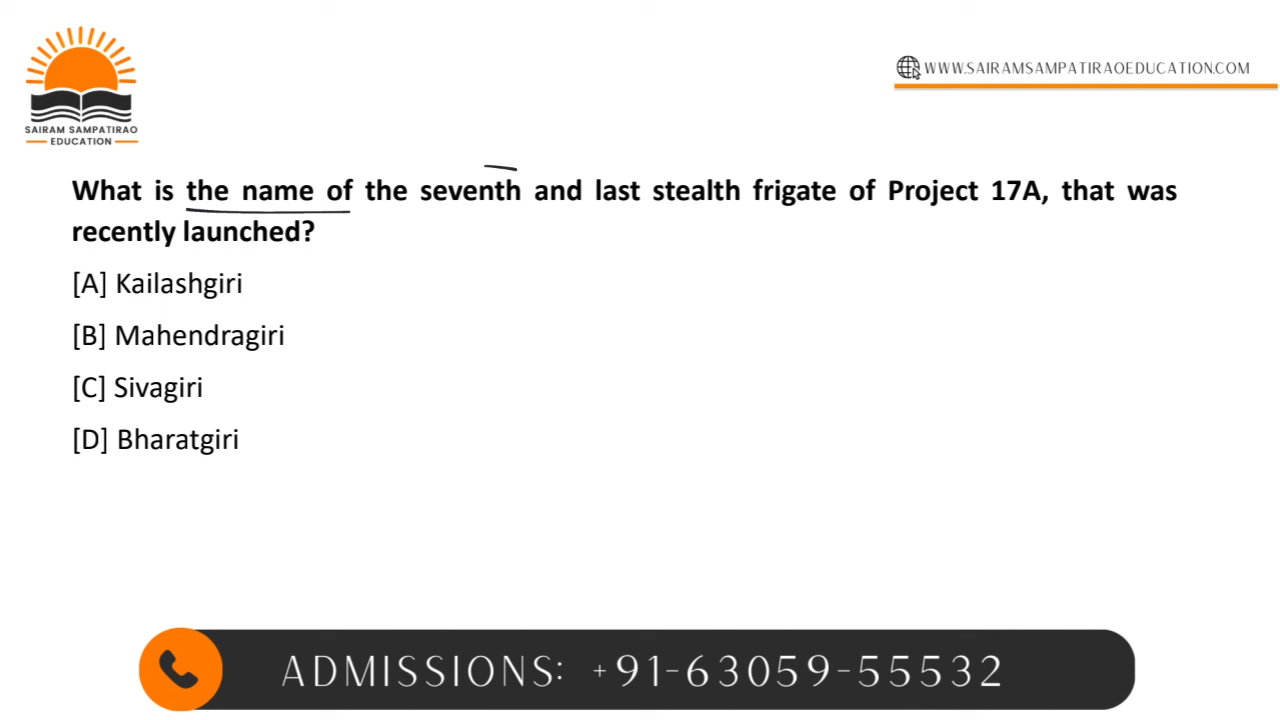 WWW.SAIRAMSAMPATIRAOEDUCATION.COM
SAIRAM SAMPATIRAO
EDUCATION
What is the name of the seventh and last stealth frigate of Project 17A, that was
recently launched?
[A] Kailashgiri
[B] Mahendragiri
[C] Sivagiri
[D] Bharatgiri
ADMISSIONS: +91-63059-55532